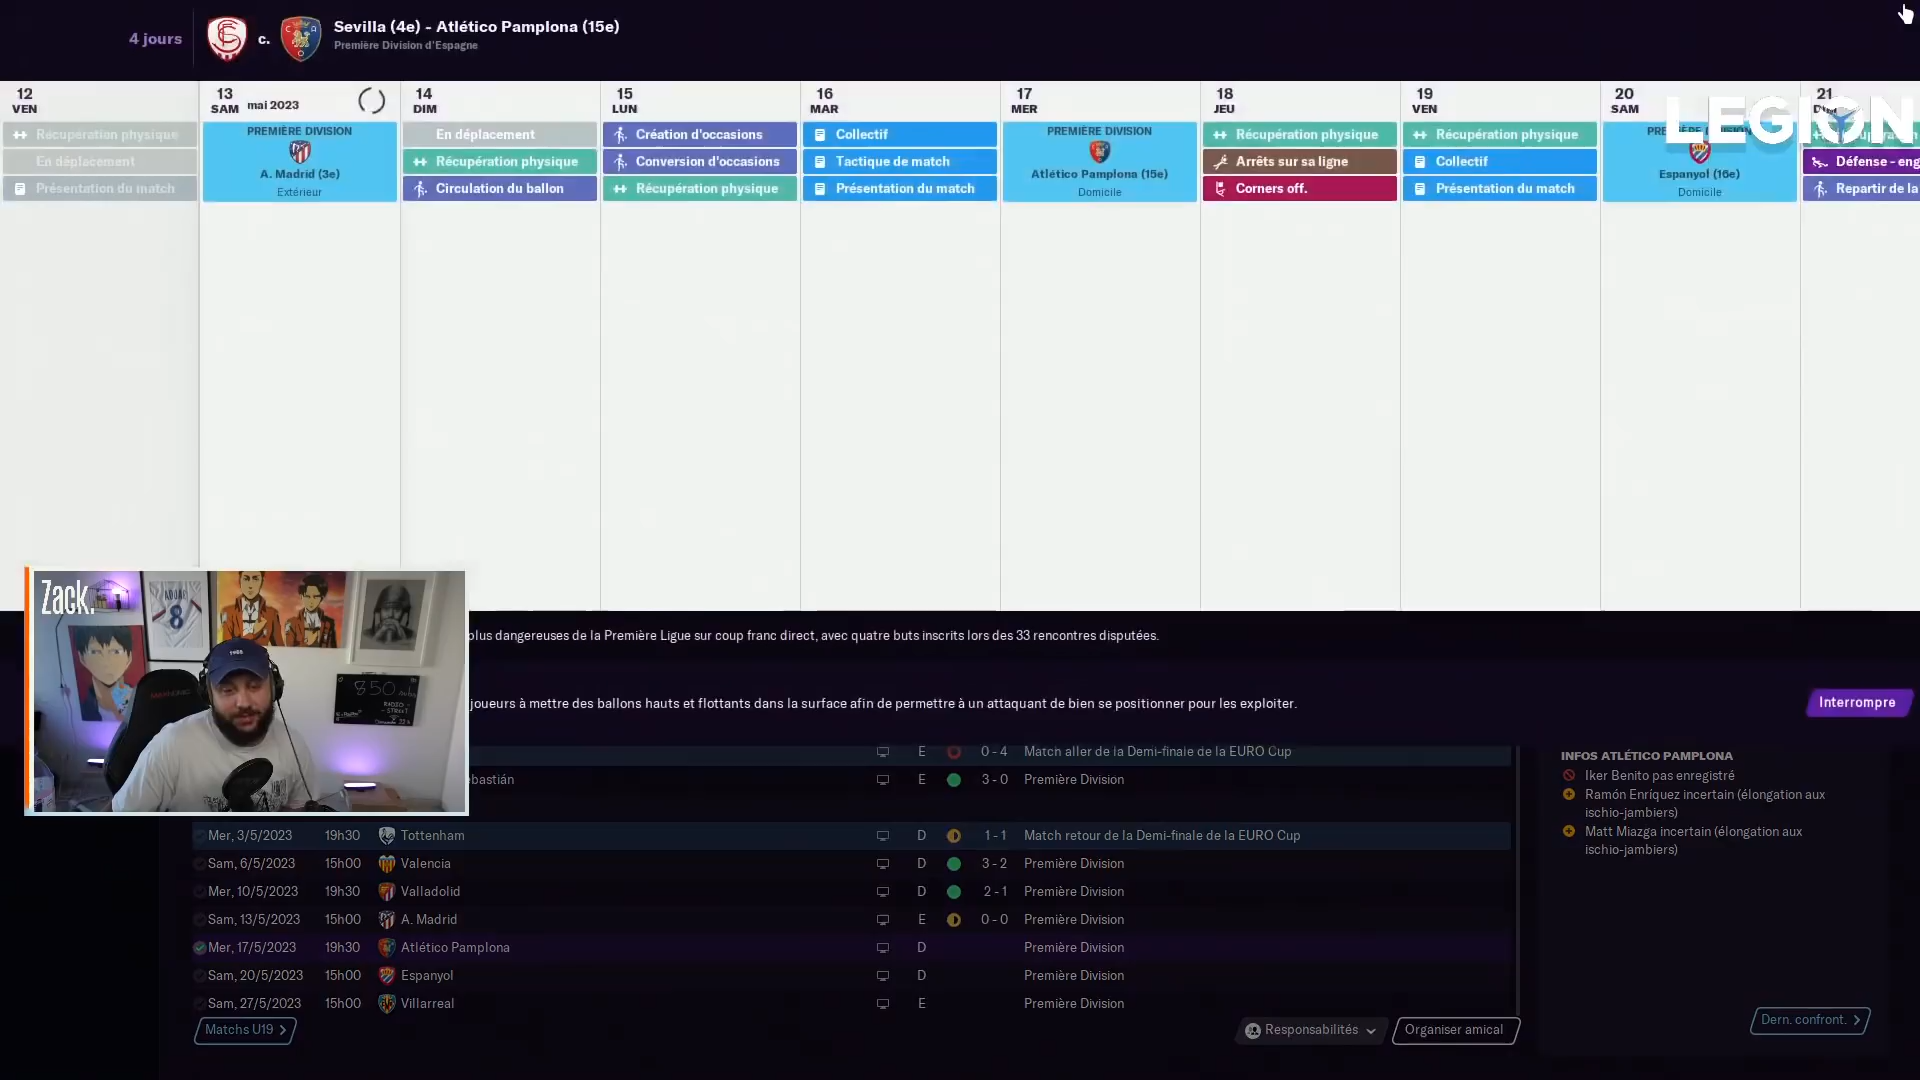 4 jours
c.
Sevilla (4e) - Atlético Pamplona (15e)
Première Division d'Espagne
12
VEN
13
SAM mai 2023
14
DIM
15
LUN
16
MAR
17
MER
18
JEU
19
VEN
20
SAM
21
LEGION
Récupération physique
En déplacement
Présentation du match
PREMIÈRE DIVISION
A. Madrid (3e)
Extérieur
En déplacement
Récupération physique
Circulation du ballon
Création d'occasions
Conversion d'occasions
Récupération physique
Collectif
Tactique de match
Présentation du match
PREMIÈRE DIVISION
Atlético Pamplona (15e)
Domicile
Récupération physique
Arrêts sur sa ligne
Corners off.
Récupération physique
Collectif
Présentation du match
PREMIÈRE DIVISION
Espanyol (16e)
Domicile
Défense - eng
Repartir de la
Zack.
8
850
RADIO -
- STREET
plus dangereuses de la Première Ligue sur coup franc direct, avec quatre buts inscrits lors des 33 rencontres disputées.
joueurs à mettre des ballons hauts et flottants dans la surface afin de permettre à un attaquant de bien se positionner pour les exploiter.
Interrompre
E 0 - 4 Match aller de la Demi-finale de la EURO Cup
ebastián E 3 - 0 Première Division
Mer, 3/5/2023 19h30 Tottenham D 1 - 1 Match retour de la Demi-finale de la EURO Cup
Sam, 6/5/2023 15h00 Valencia D 3 - 2 Première Division
Mer, 10/5/2023 19h30 Valladolid D 2 - 1 Première Division
Sam, 13/5/2023 15h00 A. Madrid E 0 - 0 Première Division
Mer, 17/5/2023 19h30 Atlético Pamplona D Première Division
Sam, 20/5/2023 15h00 Espanyol D Première Division
Sam, 27/5/2023 15h00 Villarreal E Première Division
Matchs U19
Responsabilités
Organiser amical
INFOS ATLÉTICO PAMPLONA
Iker Benito pas enregistré
Ramón Enríquez incertain (élongation aux
ischio-jambiers)
Matt Miazga incertain (élongation aux
ischio-jambiers)
Dern. confront.